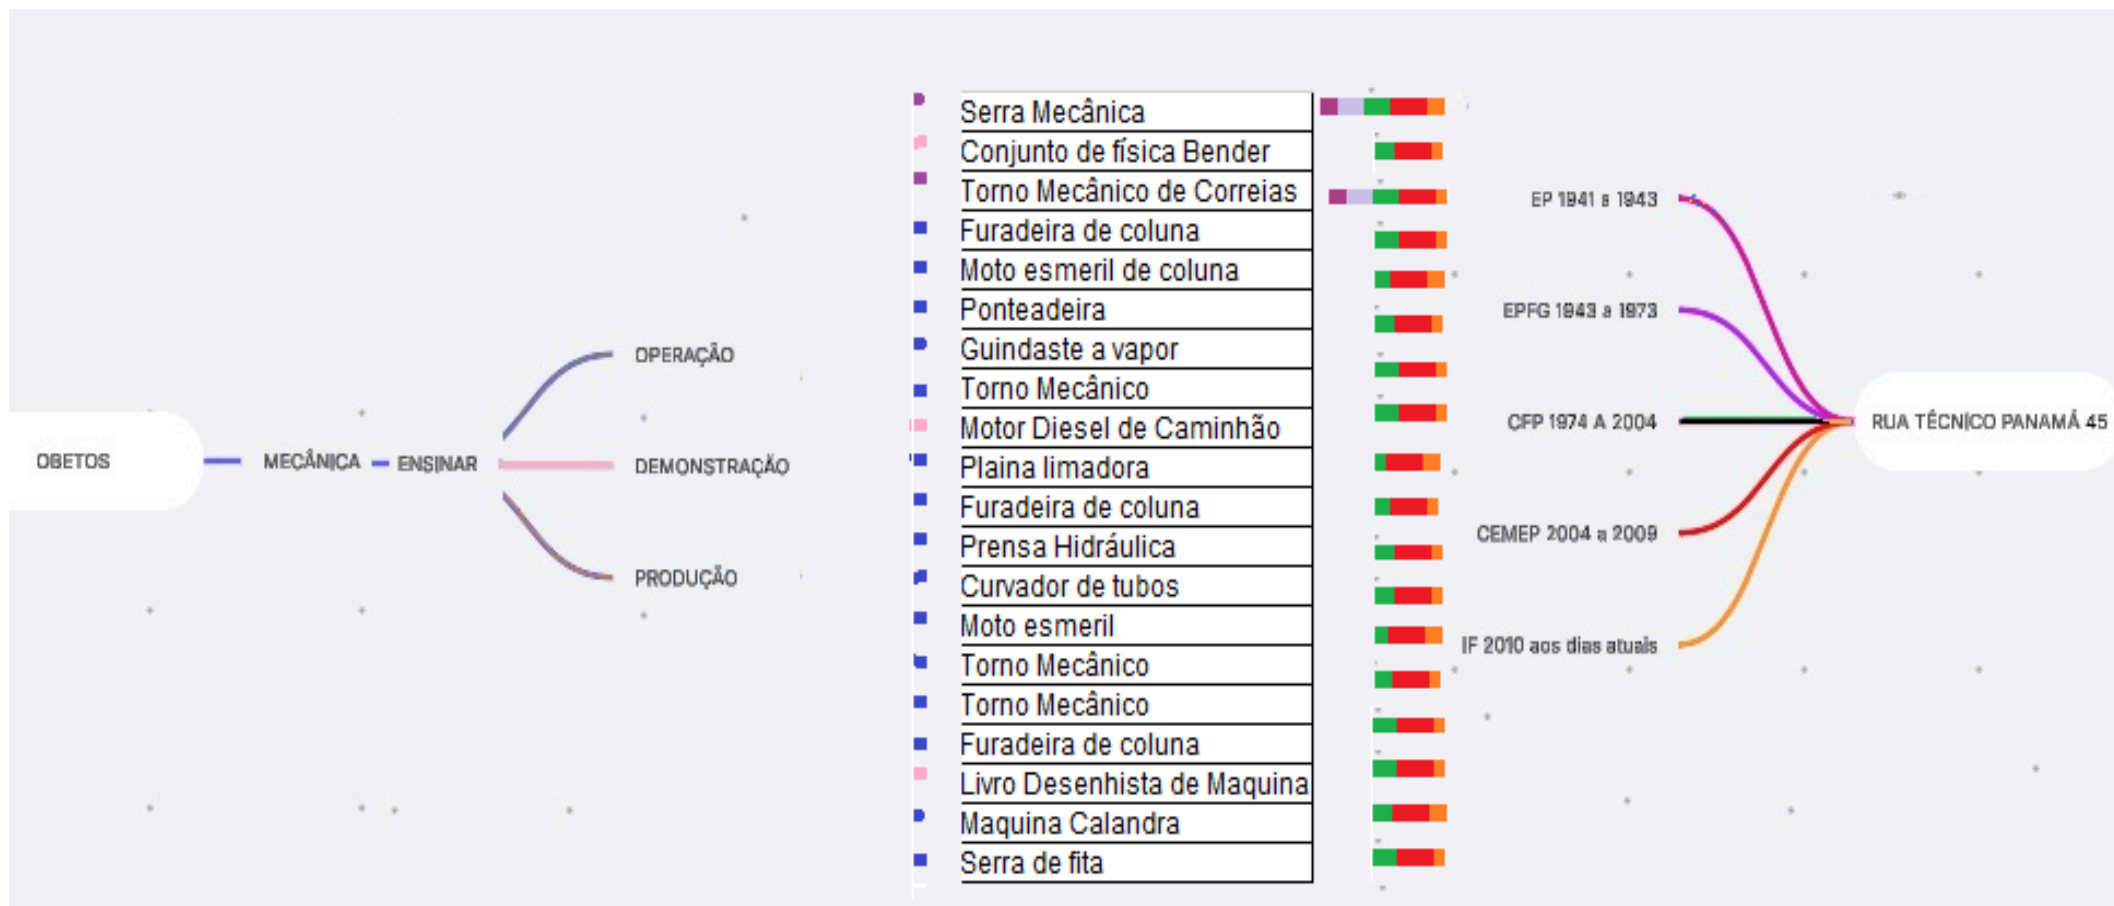 OBETOS
MECÂNICA
ENSINAR
OPERAÇÃO
DEMONSTRAÇÃO
PRODUÇÃO
Serra Mecânica
Conjunto de física Bender
Torno Mecânico de Correias
Furadeira de coluna
Moto esmeril de coluna
Ponteadeira
Guindaste a vapor
Torno Mecânico
Motor Diesel de Caminhão
Plaina limadora
Furadeira de coluna
Prensa Hidráulica
Curvador de tubos
Moto esmeril
Torno Mecânico
Torno Mecânico
Furadeira de coluna
Livro Desenhista de Maquina
Maquina Calandra
Serra de fita
EP 1941 a 1943
EPFG 1943 a 1973
CFP 1974 A 2004
CEMEP 2004 a 2009
IF 2010 aos dias atuais
RUA TÉCNICO PANAMÁ 45